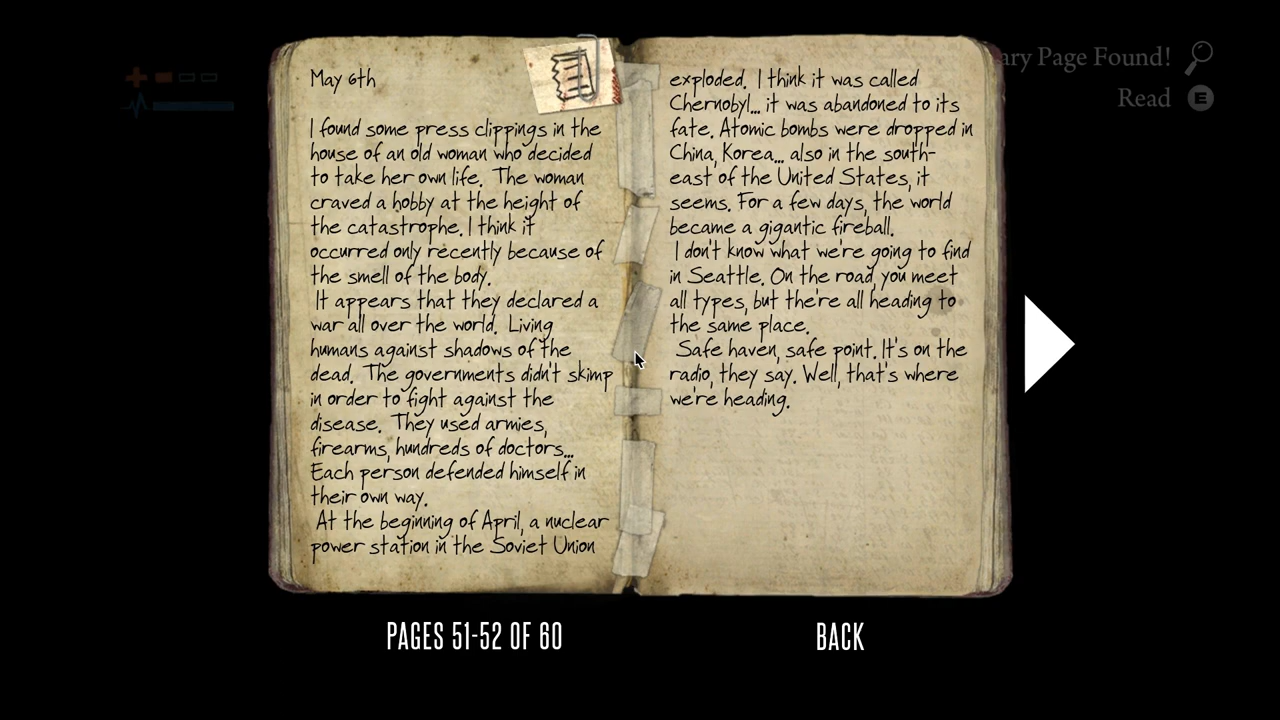 May 6th
I found some press clippings in the
house of an old woman who decided
to take her own life. The woman
craved a hobby at the height of
the catastrophe. I think it
occurred only recently because of
the smell of the body.
It appears that they declared a
war all over the world. Living
humans against shadows of the
dead. The governments didn't skimp
in order to fight against the
disease. They used armies,
firearms, hundreds of doctors...
Each person defended himself in
their own way.
At the beginning of April, a nuclear
power station in the Soviet Union
exploded. I think it was called
Chernobyl... it was abandoned to its
fate. Atomic bombs were dropped in
China, Korea... also in the south-
east of the United States, it
seems. For a few days, the world
became a gigantic fireball.
I don't know what we're going to find
in Seattle. On the road, you meet
all types, but the're all heading to
the same place.
Safe haven, safe point. It's on the
radio, they say. Well, that's where
we're heading.
ary Page Found!
Read E
PAGES 51-52 OF 60
BACK